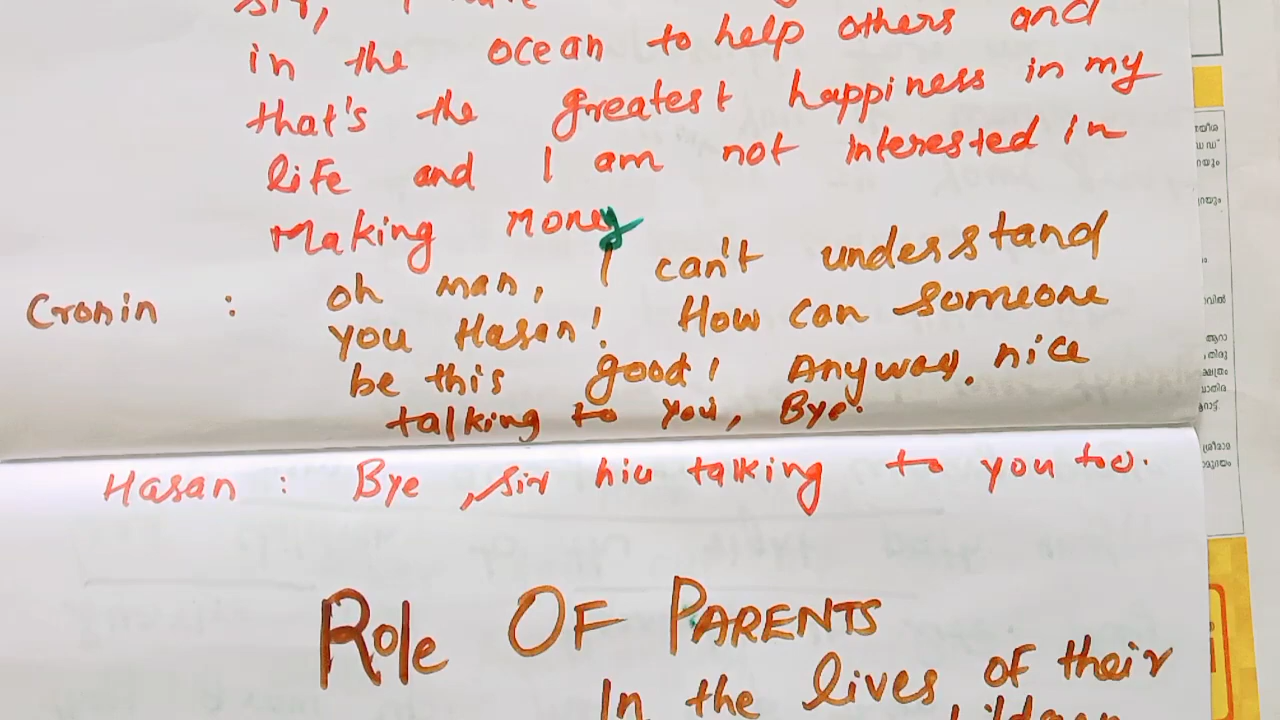 sir, I
in the ocean to help others and
that's the greatest happiness in my
life and I am not interested in
Making money
Cronin : oh man, I can't understand
you Hasan! How can someone
be this good! Anyway, nice
talking to you, Bye.
Hasan : Bye, sir talking to you too.
Role OF PARENTS
In the lives of their
ശ്രീരാമ